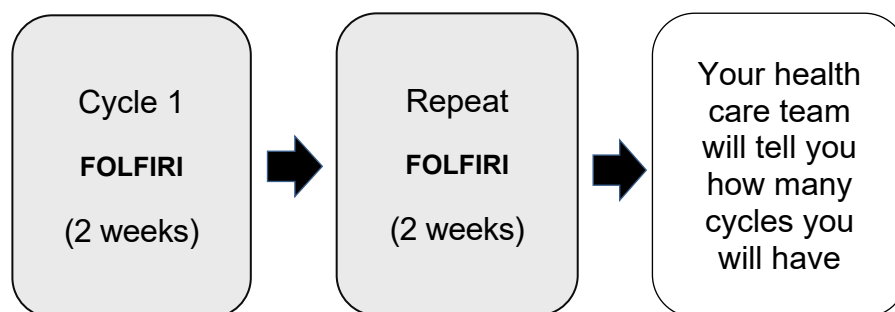 Cycle 1
FOLFIRI
(2 weeks)
Repeat
FOLFIRI
(2 weeks)
Your health
care team
will tell you
how many
cycles you
will have